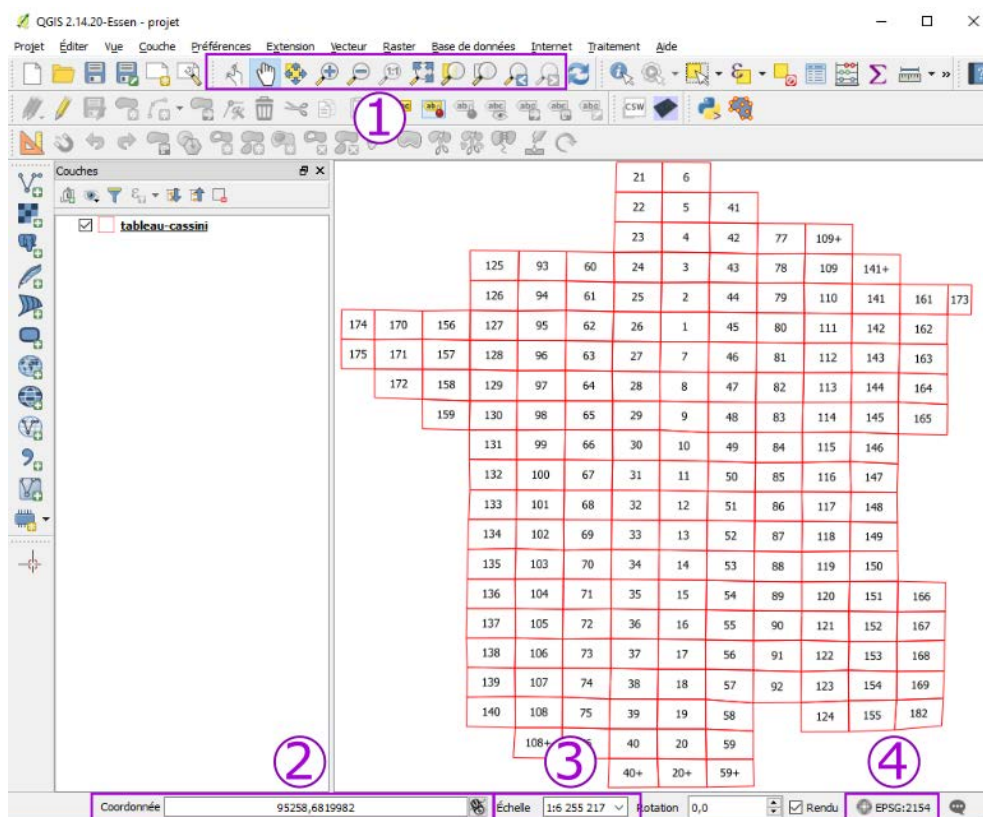 QGIS 2.14.20-Essen - projet
Projet Éditer Vue Couche Préférences Extension Vecteur Raster Base de données Internet Traitement Aide
1:1
»
1
abc ab abc abc abc abc CSW
Couches
tableau-cassini
21 6
22 5 41
23 4 42 77 109+
125 93 60 24 3 43 78 109 141+
126 94 61 25 2 44 79 110 141 161 173
174 170 156 127 95 62 26 1 45 80 111 142 162
175 171 157 128 96 63 27 7 46 81 112 143 163
172 158 129 97 64 28 8 47 82 113 144 164
159 130 98 65 29 9 48 83 114 145 165
131 99 66 30 10 49 84 115 146
132 100 67 31 11 50 85 116 147
133 101 68 32 12 51 86 117 148
134 102 69 33 13 52 87 118 149
135 103 70 34 14 53 88 119 150
136 104 71 35 15 54 89 120 151 166
137 105 72 36 16 55 90 121 152 167
138 106 73 37 17 56 91 122 153 168
139 107 74 38 18 57 92 123 154 169
140 108 75 39 19 58 124 155 182
108+ 40 20 59
40+ 20+ 59+
2 3 4
Coordonnée 95258,6819982 Échelle 1:6 255 217 Rotation 0,0 Rendu EPSG:2154